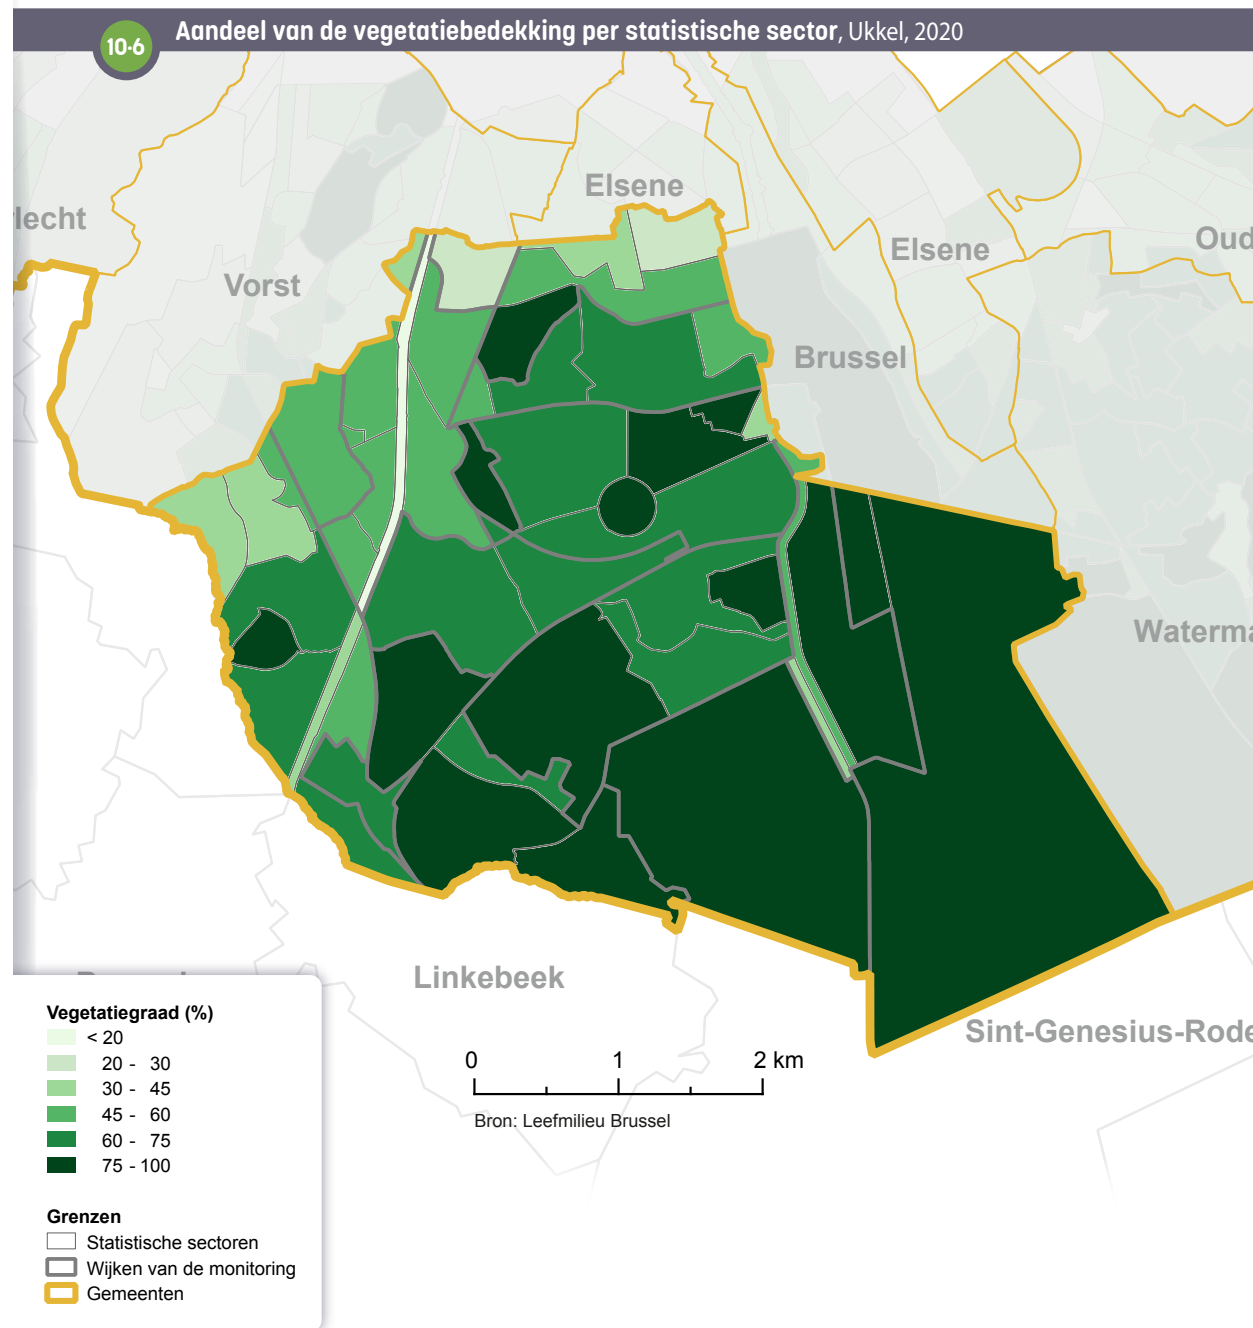 10·6
Aandeel van de vegetatiebedekking per statistische sector, Ukkel, 2020
Elsene
lecht
Vorst
Elsene
Oud
Brussel
Waterma
Linkebeek
Sint-Genesius-Rode
Vegetatiegraad (%)
< 20
20 - 30
30 - 45
45 - 60
60 - 75
75 - 100
Grenzen
Statistische sectoren
Wijken van de monitoring
Gemeenten
0 1 2 km
Bron: Leefmilieu Brussel